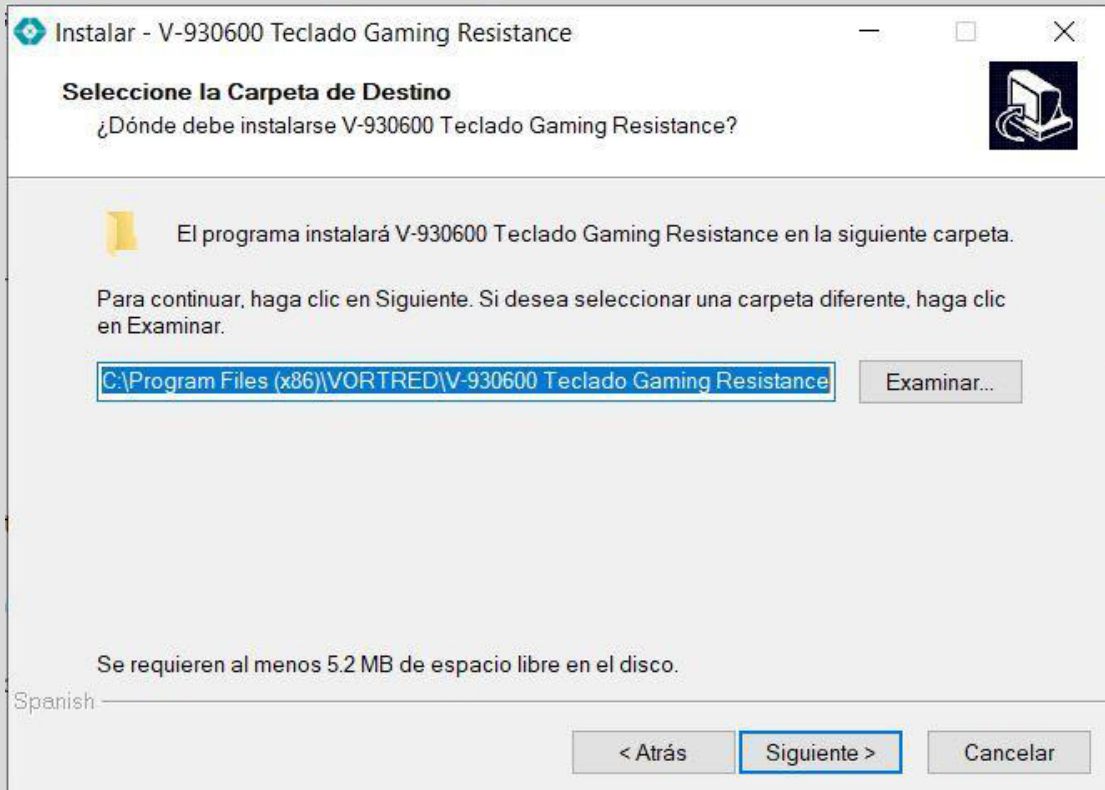 Instalar - V-930600 Teclado Gaming Resistance
Seleccione la Carpeta de Destino
¿Dónde debe instalarse V-930600 Teclado Gaming Resistance?
El programa instalará V-930600 Teclado Gaming Resistance en la siguiente carpeta.
Para continuar, haga clic en Siguiente. Si desea seleccionar una carpeta diferente, haga clic
en Examinar.
C:\Program Files (x86)\VORTRED\V-930600 Teclado Gaming Resistance
Examinar...
Se requieren al menos 5.2 MB de espacio libre en el disco.
Spanish
< Atrás
Siguiente >
Cancelar